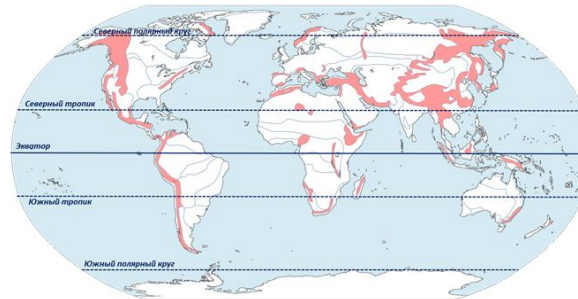 Северный полярный круг
Северный тропик
Экватор
Южный тропик
Южный полярный круг